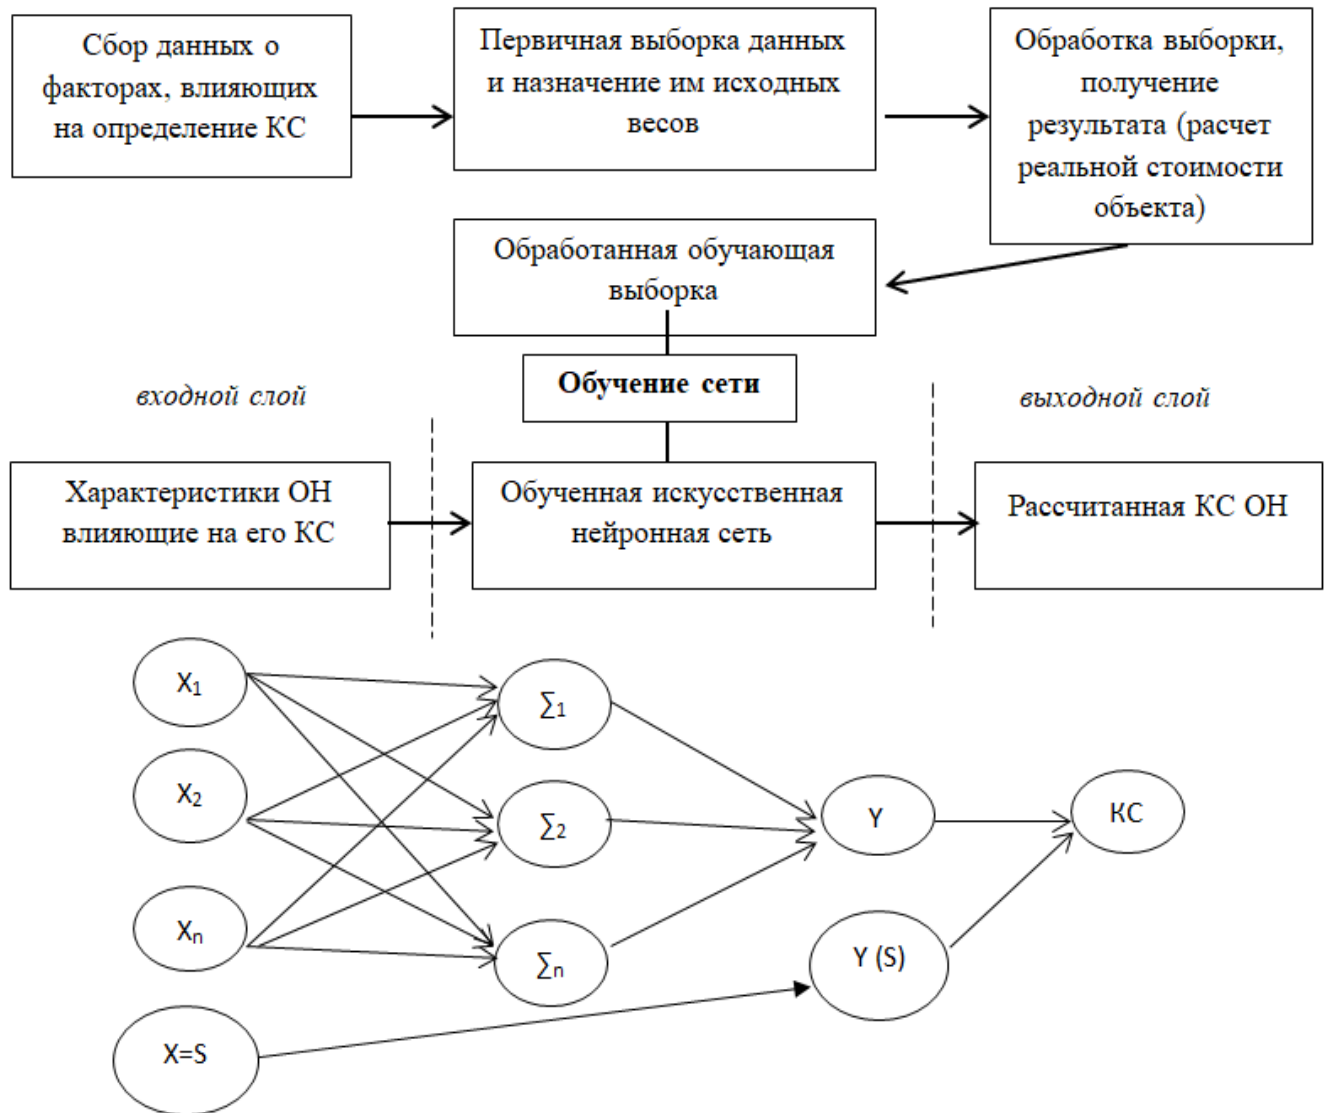 Сбор данных о
факторах, влияющих
на определение КС
Первичная выборка данных
и назначение им исходных
весов
Обработка выборки,
получение
результата (расчет
реальной стоимости
объекта)
Обработанная обучающая
выборка
Обучение сети
входной слой
выходной слой
Характеристики ОН
влияющие на его КС
Обученная искусственная
нейронная сеть
Рассчитанная КС ОН
X₁
∑₁
X₂
∑₂
Y
КС
Xₙ
∑ₙ
Y (S)
X=S